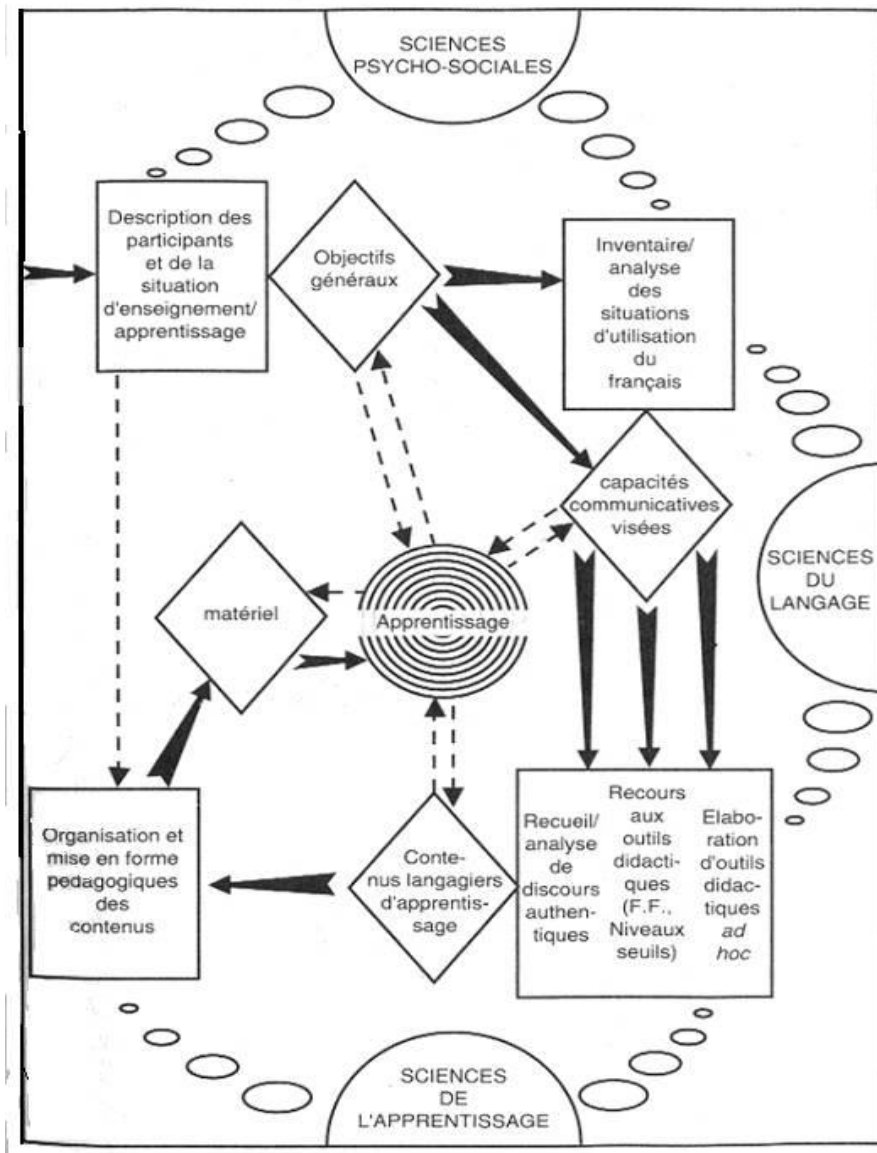 SCIENCES
PSYCHO-SOCIALES
Description des
participants
et de la
situation
d'enseignement/
apprentissage
Objectifs
généraux
Inventaire/
analyse
des
situations
d'utilisation
du
français
capacités
communicatives
visées
SCIENCES
DU
LANGAGE
matériel
Apprentissage
Organisation et
mise en forme
pedagogiques
des
contenus
Conte-
nus langagiers
d'apprentis-
sage
Recueil/
analyse
de
discours
authen-
tiques
Recours
aux
outils
didacti-
ques
(F.F.,
Niveaux
seuils)
Elabo-
ration
d'outils
didac-
tiques
ad
hoc
SCIENCES
DE
L'APPRENTISSAGE